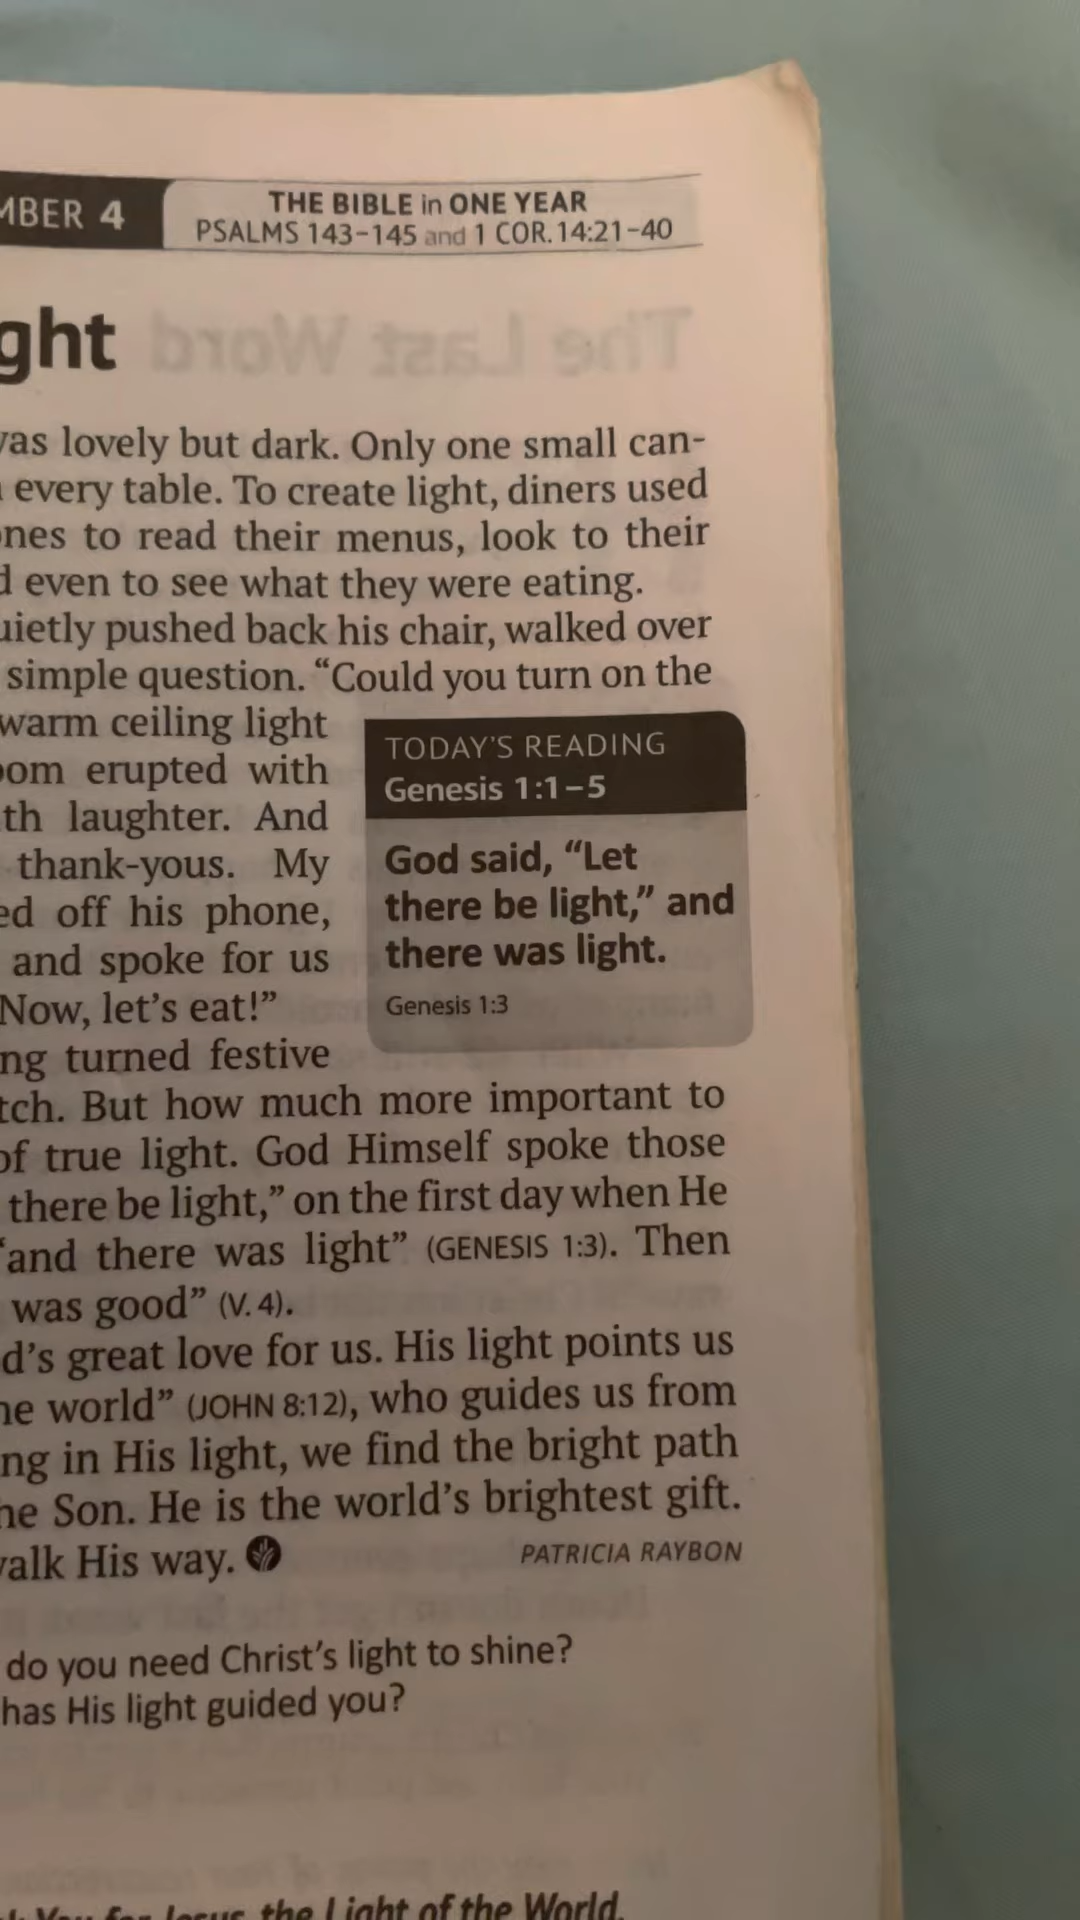 MBER 4
THE BIBLE in ONE YEAR
PSALMS 143-145 and 1 COR. 14:21-40
ght
The Last Word
was lovely but dark. Only one small can-
every table. To create light, diners used
ones to read their menus, look to their
d even to see what they were eating.
uietly pushed back his chair, walked over
simple question. “Could you turn on the
warm ceiling light
oom erupted with
th laughter. And
thank-yous. My
ed off his phone,
and spoke for us
Now, let’s eat!”
ng turned festive
TODAY’S READING
Genesis 1:1–5
God said, “Let
there be light,” and
there was light.
Genesis 1:3
tch. But how much more important to
of true light. God Himself spoke those
there be light,” on the first day when He
“and there was light” (GENESIS 1:3). Then
was good” (V. 4).
d’s great love for us. His light points us
he world” (JOHN 8:12), who guides us from
ng in His light, we find the bright path
he Son. He is the world’s brightest gift.
valk His way.
PATRICIA RAYBON
do you need Christ’s light to shine?
has His light guided you?
You for Jesus, the Light of the World.